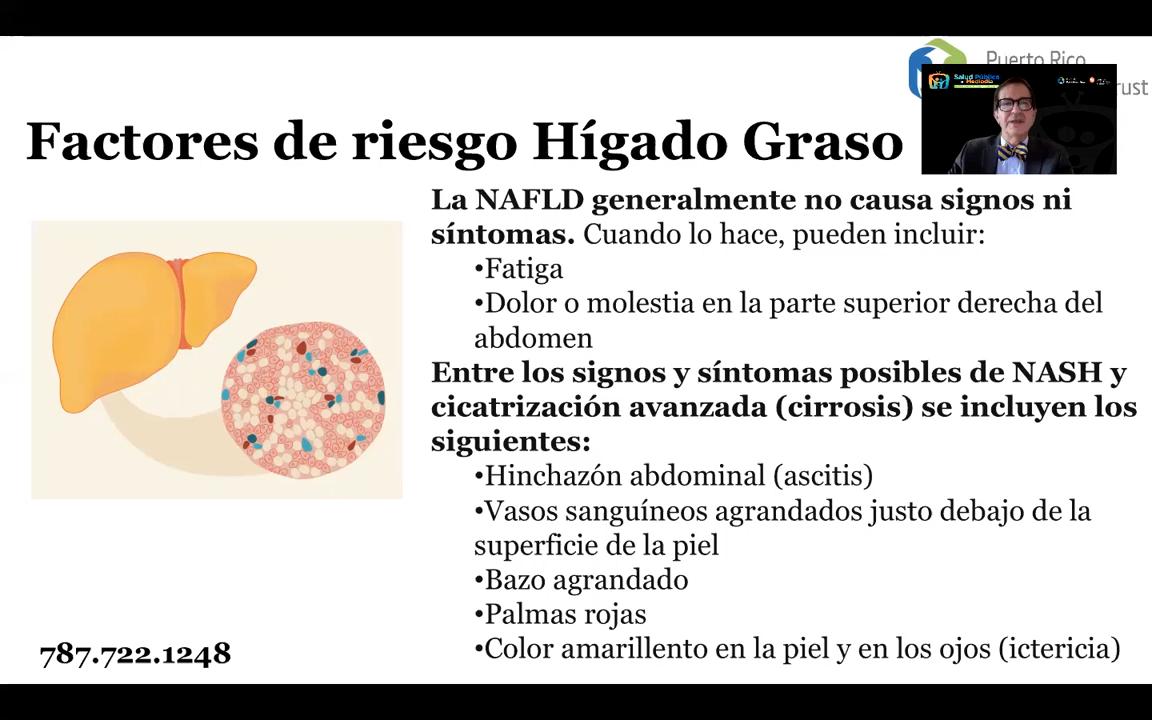 Puerto Rico
rust
Salud Pública
Mediodía
Factores de riesgo Hígado Graso
La NAFLD generalmente no causa signos ni
síntomas. Cuando lo hace, pueden incluir:
•Fatiga
•Dolor o molestia en la parte superior derecha del
abdomen
Entre los signos y síntomas posibles de NASH y
cicatrización avanzada (cirrosis) se incluyen los
siguientes:
•Hinchazón abdominal (ascitis)
•Vasos sanguíneos agrandados justo debajo de la
superficie de la piel
•Bazo agrandado
•Palmas rojas
•Color amarillento en la piel y en los ojos (ictericia)
787.722.1248